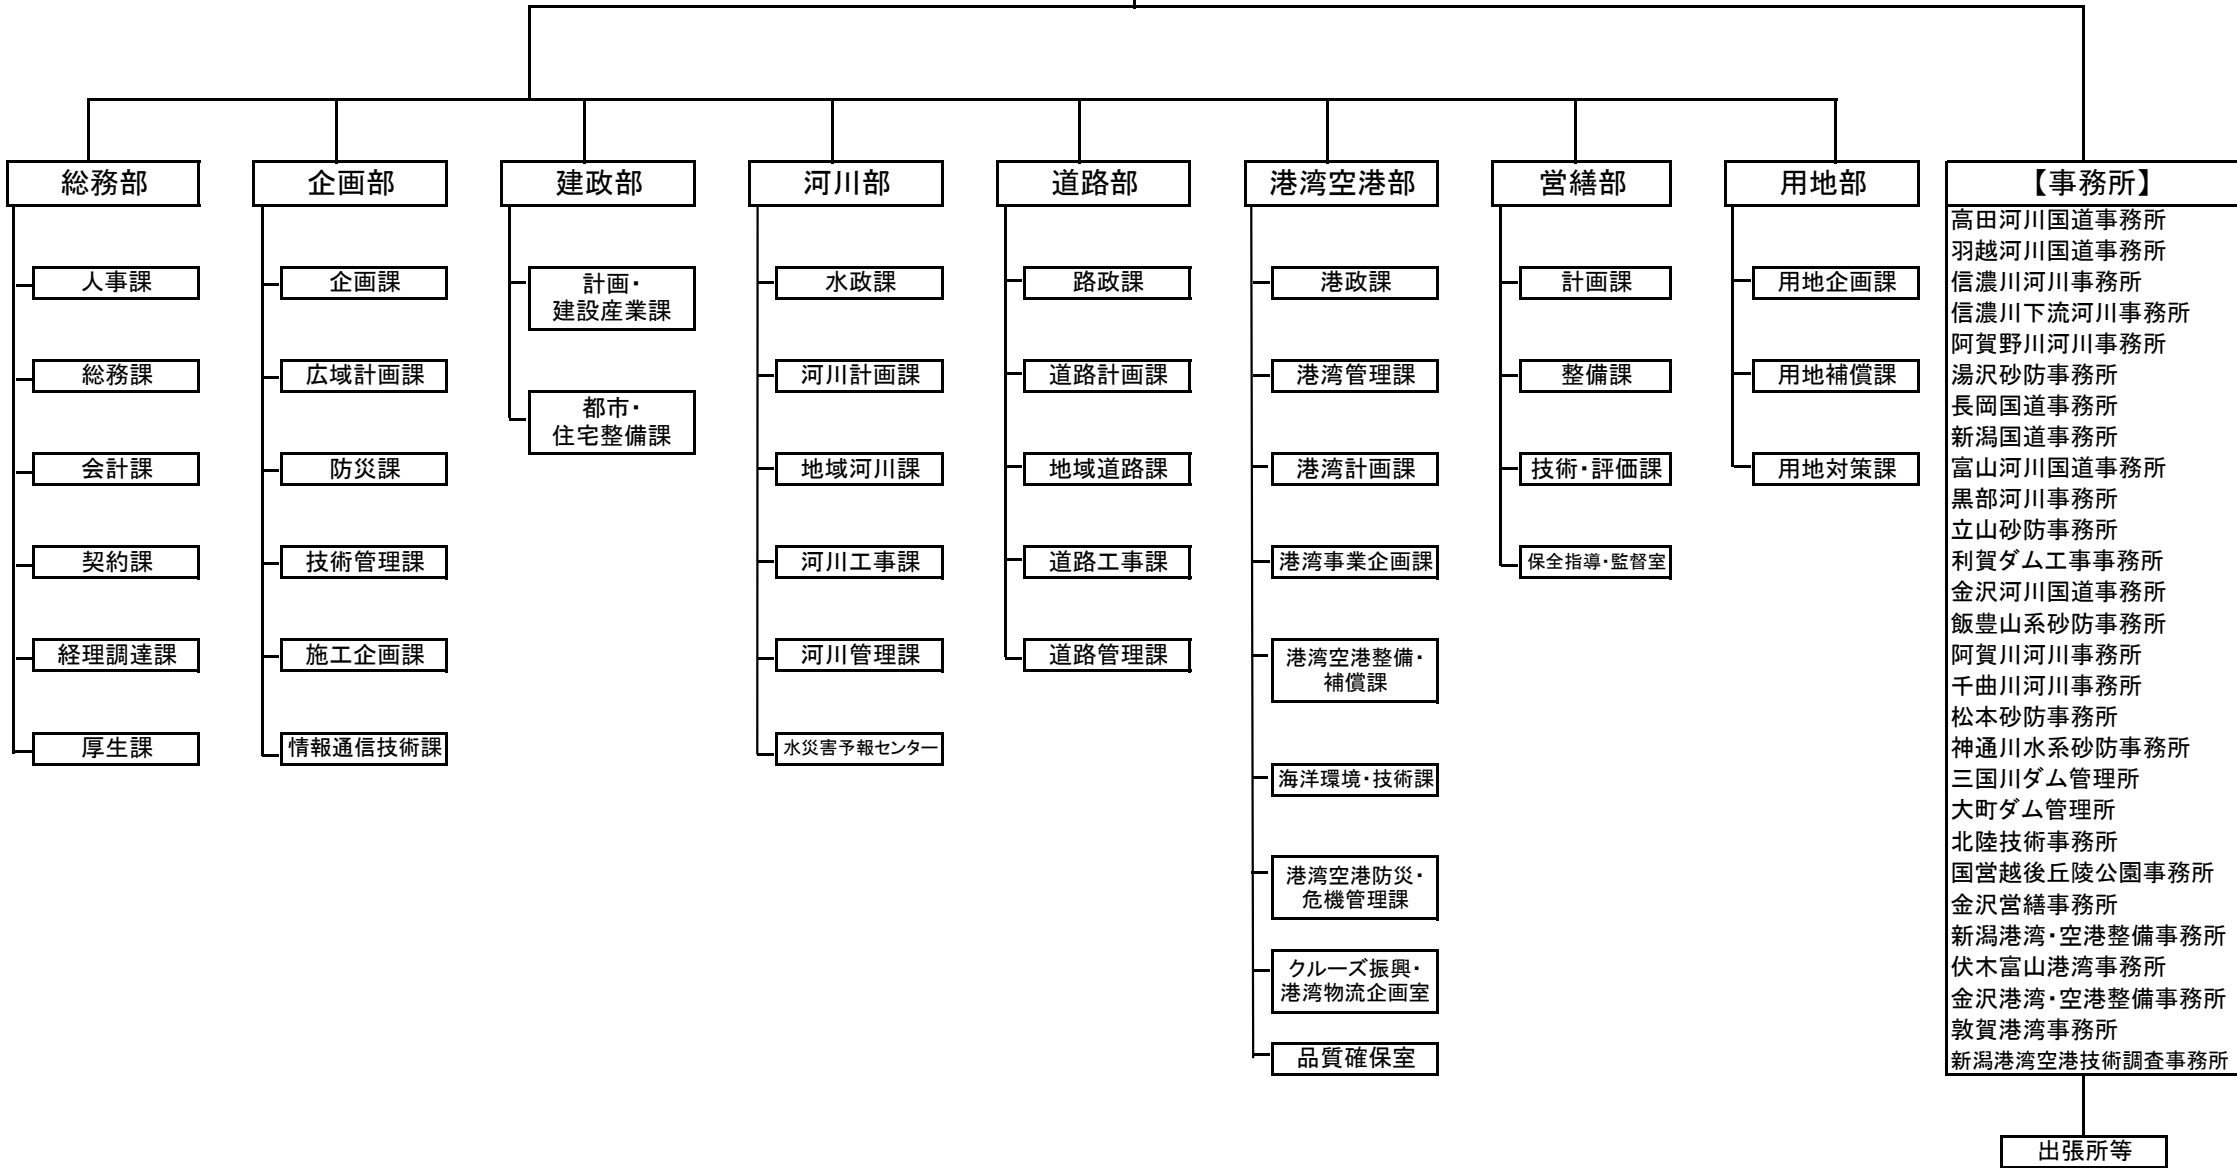 総務部
人事課
総務課
会計課
契約課
経理調達課
厚生課
企画部
企画課
広域計画課
防災課
技術管理課
施工企画課
情報通信技術課
建政部
計画・
建設産業課
都市・
住宅整備課
河川部
水政課
河川計画課
地域河川課
河川工事課
河川管理課
水災害予報センター
道路部
路政課
道路計画課
地域道路課
道路工事課
道路管理課
港湾空港部
港政課
港湾管理課
港湾計画課
港湾事業企画課
港湾空港整備・
補償課
海洋環境・技術課
港湾空港防災・
危機管理課
クルーズ振興・
港湾物流企画室
品質確保室
営繕部
計画課
整備課
技術・評価課
保全指導・監督室
用地部
用地企画課
用地補償課
用地対策課
【事務所】
高田河川国道事務所
羽越河川国道事務所
信濃川河川事務所
信濃川下流河川事務所
阿賀野川河川事務所
湯沢砂防事務所
長岡国道事務所
新潟国道事務所
富山河川国道事務所
黒部河川事務所
立山砂防事務所
利賀ダム工事事務所
金沢河川国道事務所
飯豊山系砂防事務所
阿賀川河川事務所
千曲川河川事務所
松本砂防事務所
神通川水系砂防事務所
三国川ダム管理所
大町ダム管理所
北陸技術事務所
国営越後丘陵公園事務所
金沢営繕事務所
新潟港湾・空港整備事務所
伏木富山港湾事務所
金沢港湾・空港整備事務所
敦賀港湾事務所
新潟港湾空港技術調査事務所
出張所等